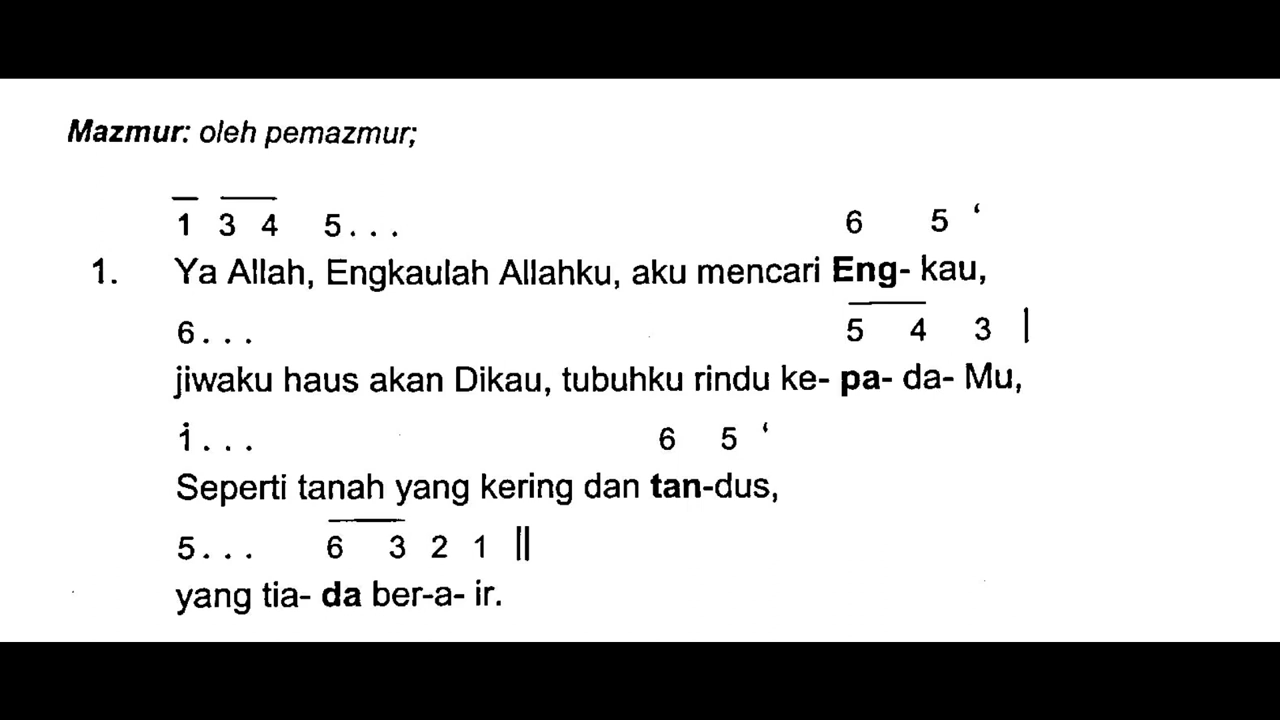 Mazmur: oleh pemazmur;
1 3 4 5... 6 5 ‘
1. Ya Allah, Engkaulah Allahku, aku mencari Eng- kau,
6... 5 4 3 |
jiwaku haus akan Dikau, tubuhku rindu ke- pa- da- Mu,
i... 6 5 ‘
Seperti tanah yang kering dan tan-dus,
5... 6 3 2 1 ||
yang tia- da ber-a- ir.